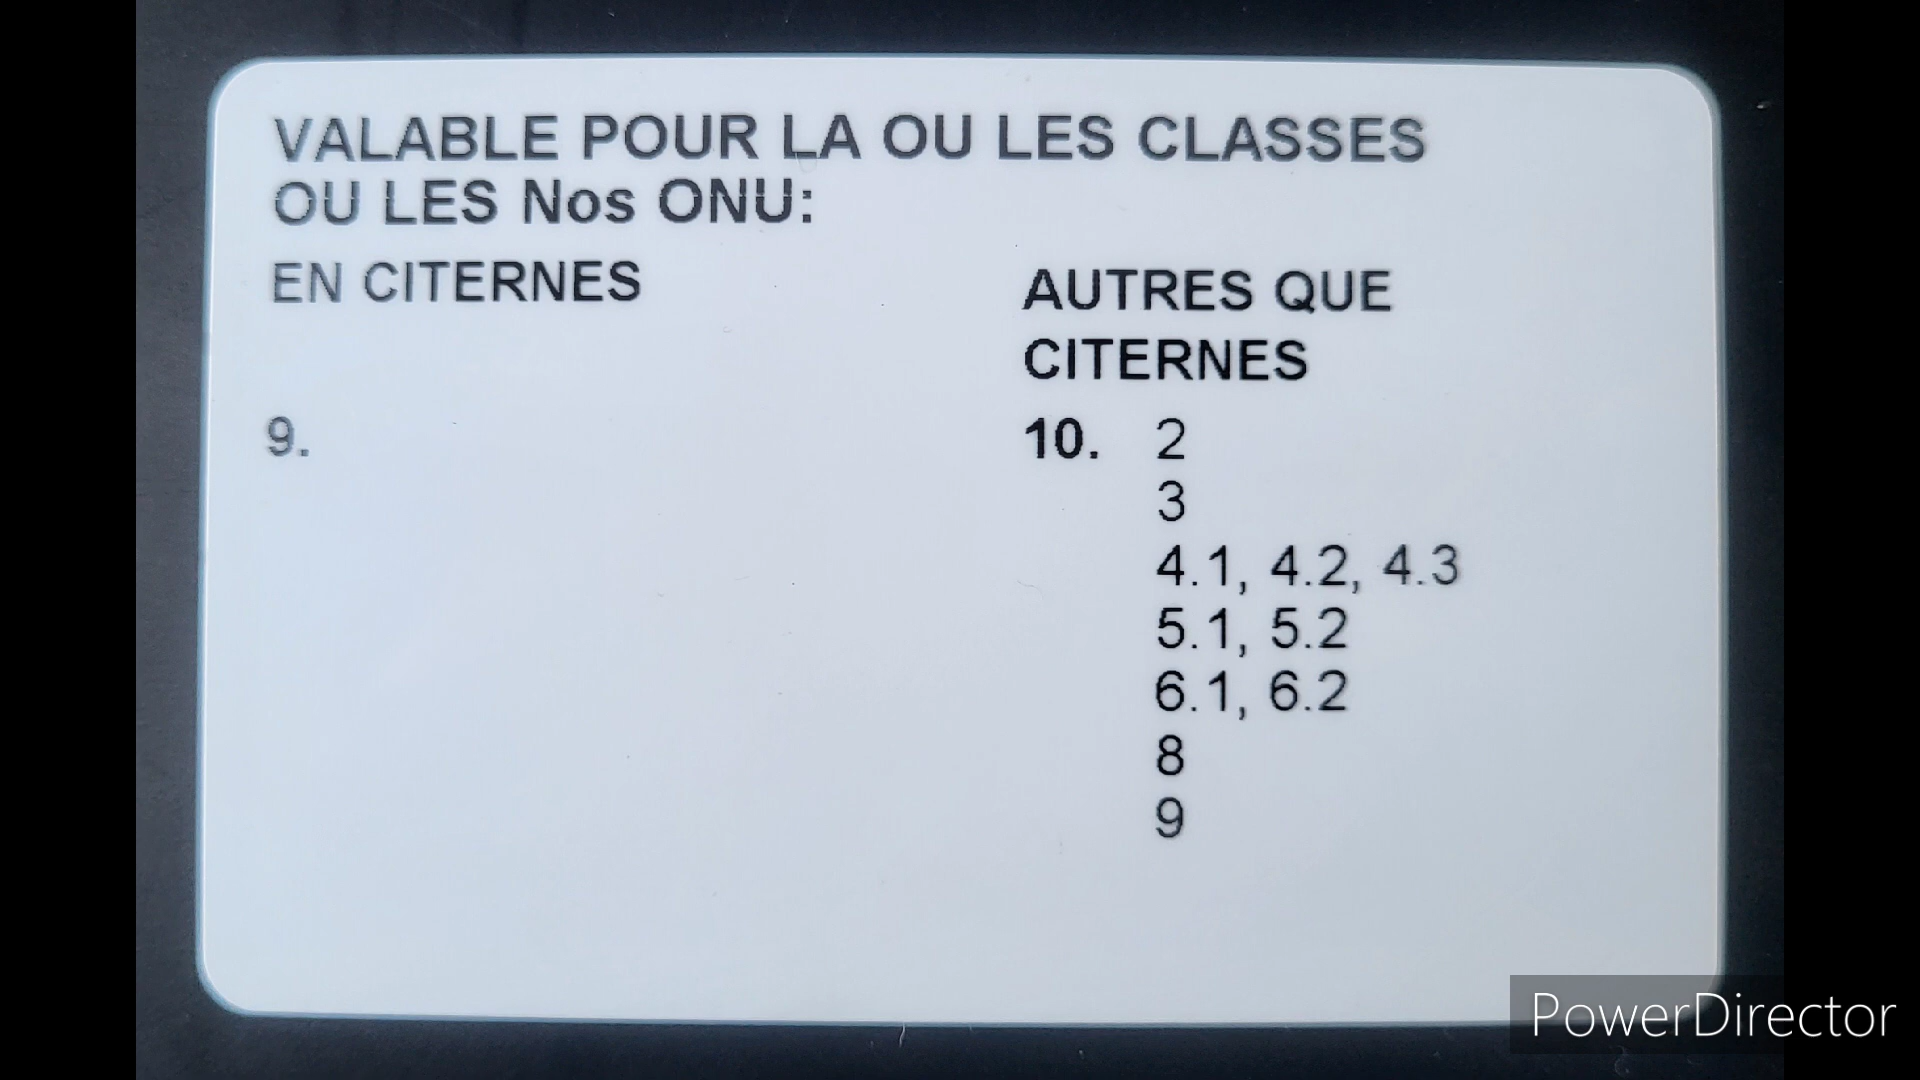 VALABLE POUR LA OU LES CLASSES
OU LES Nos ONU:
EN CITERNES
9.
AUTRES QUE
CITERNES
10. 2
3
4.1, 4.2, 4.3
5.1, 5.2
6.1, 6.2
8
9
PowerDirector